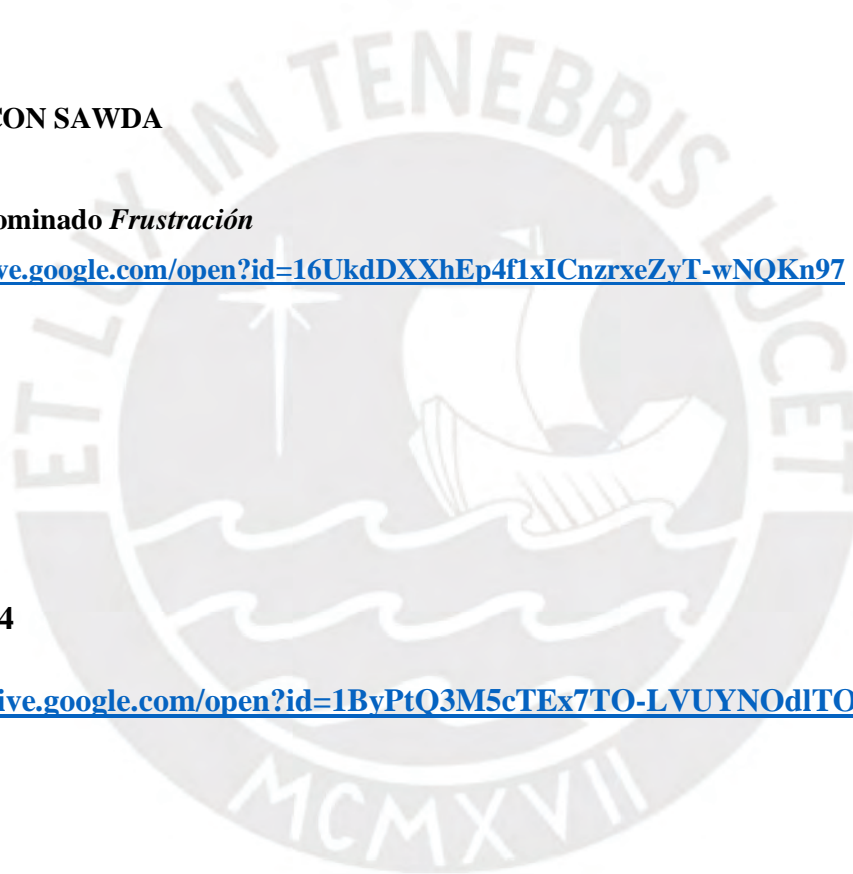 CON SAWDA
ominado Frustración
ve.google.com/open?id=16UkdDXXhEp4f1xICnzrxeZyT-wNQKn97
4
ive.google.com/open?id=1ByPtQ3M5cTEx7TO-LVUYNOdlTO
ET LUX IN TENEBRIS LUCET
MCMXVII